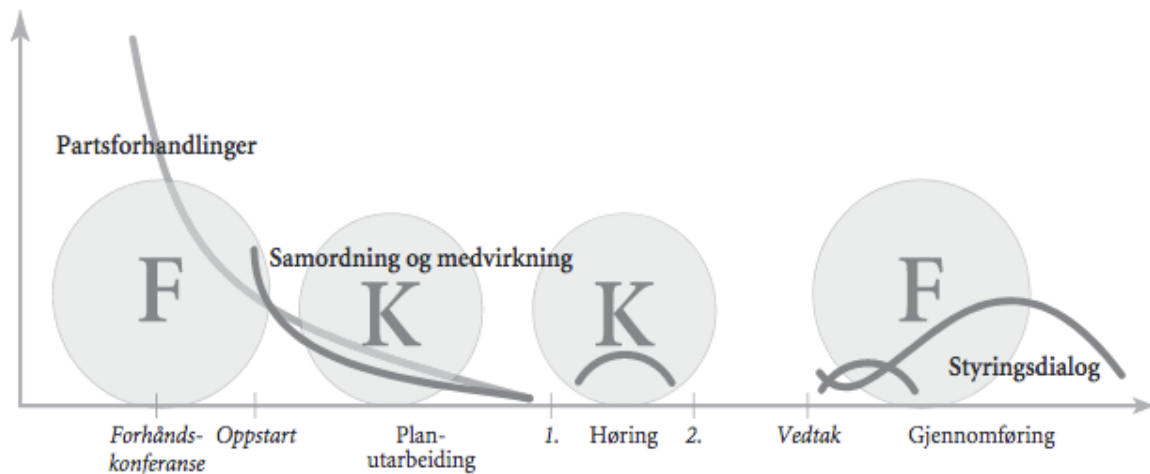 Partsforhandlinger
Samordning og medvirkning
F
K
K
F
Styringsdialog
Forhånds-
konferanse
Oppstart
Plan-
utarbeiding
1.
Høring
2.
Vedtak
Gjennomføring